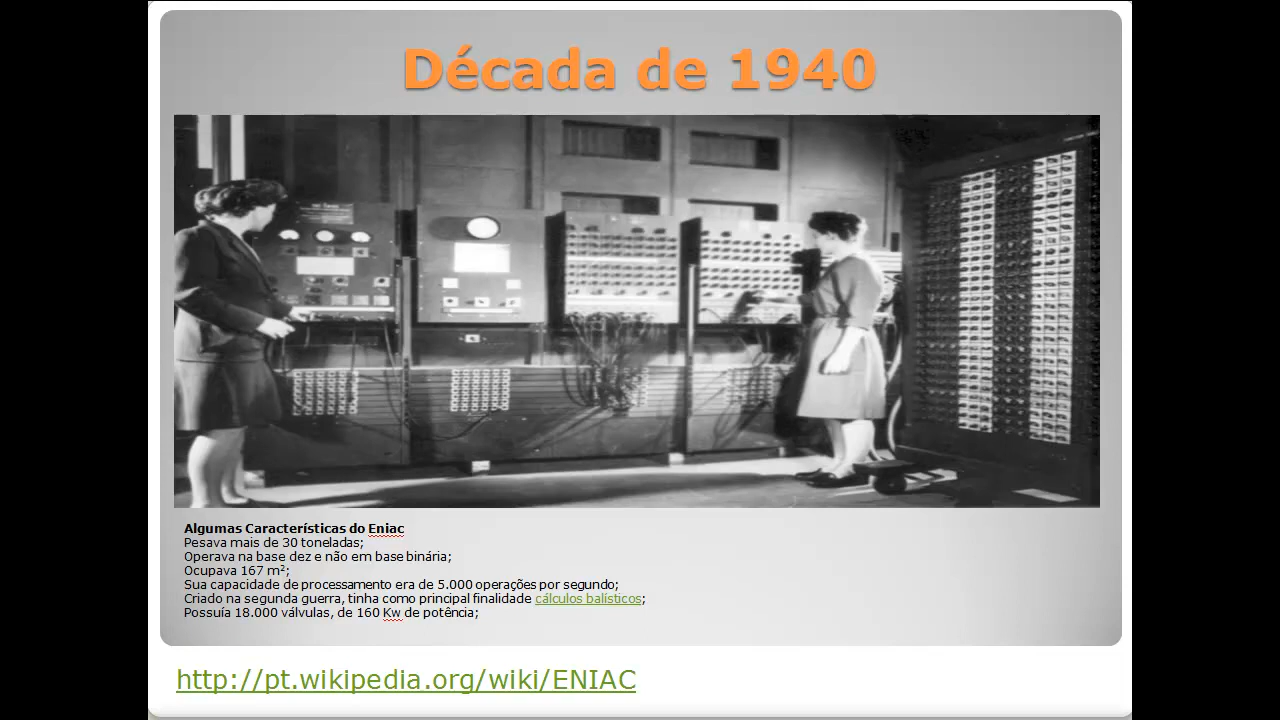 Década de 1940
Algumas Características do Eniac
Pesava mais de 30 toneladas;
Operava na base dez e não em base binária;
Ocupava 167 m²;
Sua capacidade de processamento era de 5.000 operações por segundo;
Criado na segunda guerra, tinha como principal finalidade cálculos balísticos;
Possuía 18.000 válvulas, de 160 Kw de potência;
http://pt.wikipedia.org/wiki/ENIAC